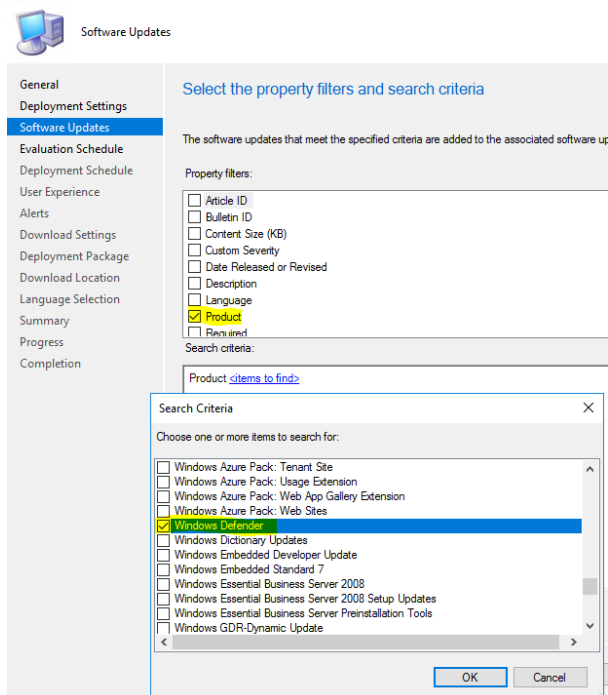 Software Updates
General
Deployment Settings
Software Updates
Evaluation Schedule
Deployment Schedule
User Experience
Alerts
Download Settings
Deployment Package
Download Location
Language Selection
Summary
Progress
Completion
Select the property filters and search criteria
The software updates that meet the specified criteria are added to the associated software up
Property filters:
Article ID
Bulletin ID
Content Size (KB)
Custom Severity
Date Released or Revised
Description
Language
Product
Required
Search criteria:
Product <items to find>
Search Criteria
Choose one or more items to search for:
Windows Azure Pack: Tenant Site
Windows Azure Pack: Usage Extension
Windows Azure Pack: Web App Gallery Extension
Windows Azure Pack: Web Sites
Windows Defender
Windows Dictionary Updates
Windows Embedded Developer Update
Windows Embedded Standard 7
Windows Essential Business Server 2008
Windows Essential Business Server 2008 Setup Updates
Windows Essential Business Server Preinstallation Tools
Windows GDR-Dynamic Update
OK
Cancel